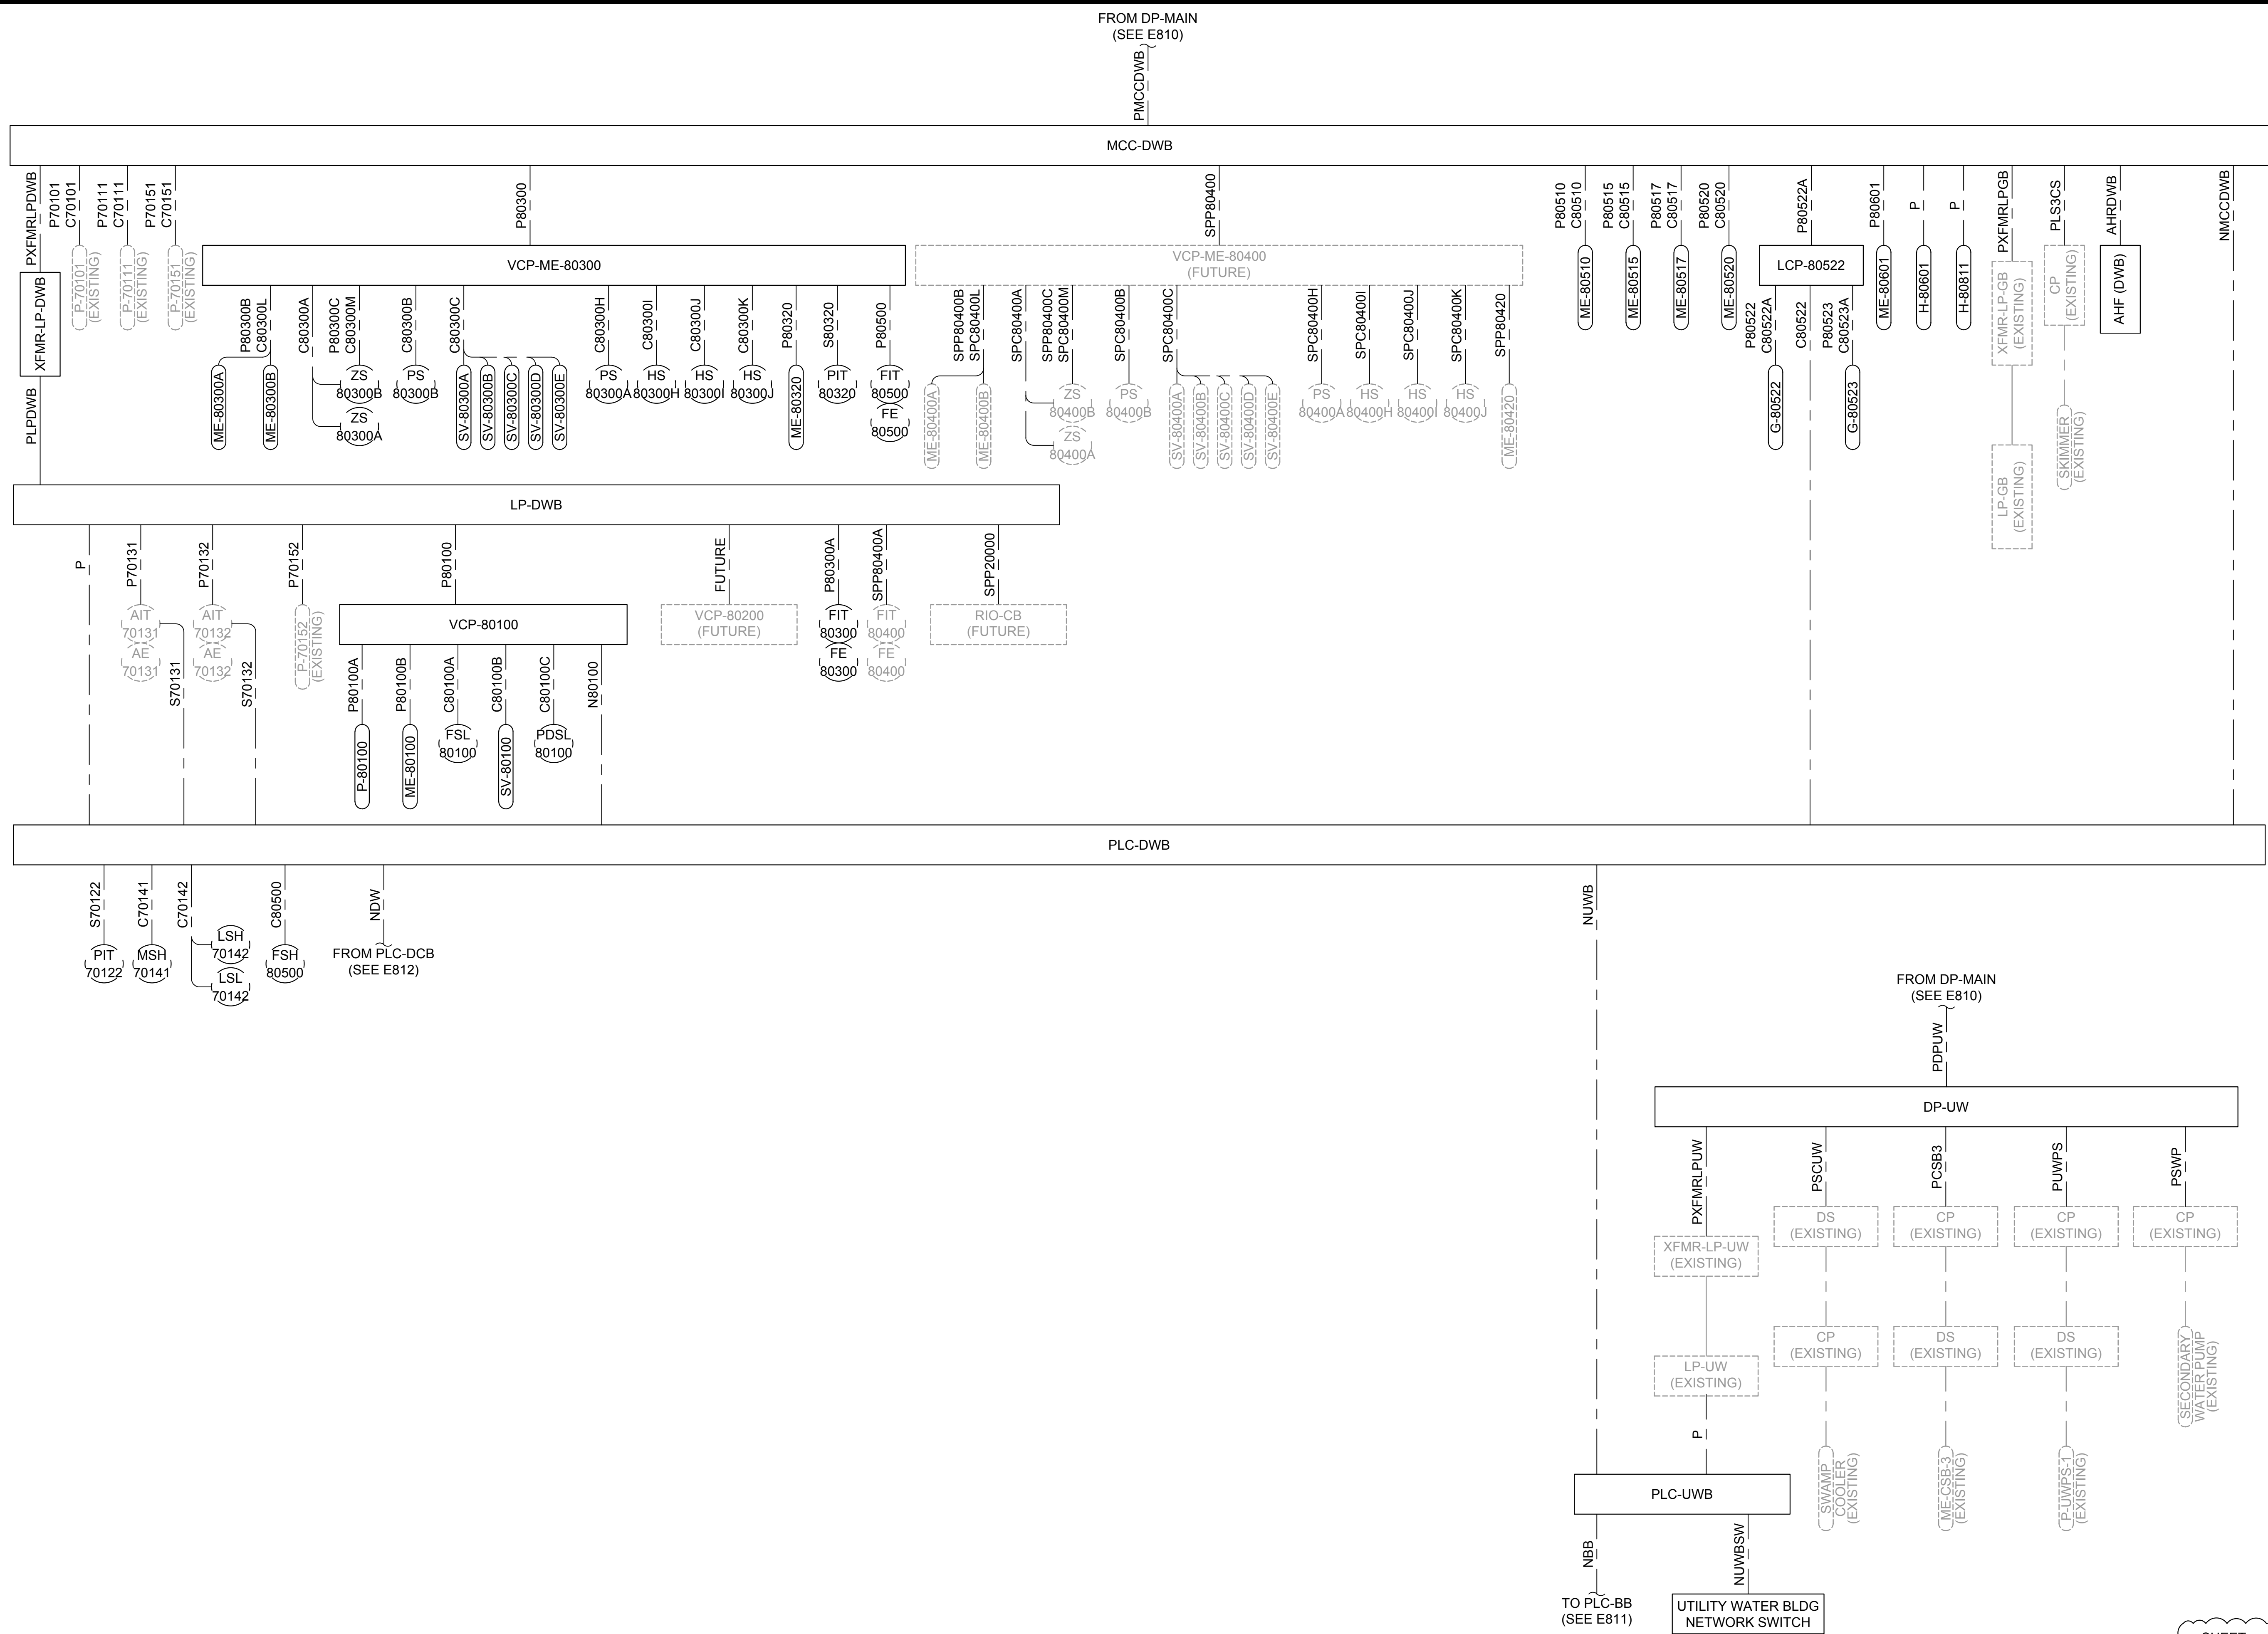 FROM DP-MAIN
(SEE E810)
PMCCDWB
MCC-DWB
PXFMRLPDWB
P70101
C70101
P70111
C70111
P70151
C70151
P80300
SPP80400
P80510
C80510
P80515
C80515
P80517
C80517
P80520
C80520
P80522A
P80601
P
P
PXFMRLPGB
PLS3CS
AHRDWB
NMCCDWB
XFMR-LP-DWB
P-70101
(EXISTING)
P-70111
(EXISTING)
P-70151
(EXISTING)
VCP-ME-80300
VCP-ME-80400
(FUTURE)
ME-80510
ME-80515
ME-80517
ME-80520
LCP-80522
ME-80601
H-80601
H-80811
XFMR-LP-GB
(EXISTING)
CP
(EXISTING)
AHF (DWB)
P80300B
C80300L
C80300A
P80300C
C80300M
C80300B
C80300C
C80300H
C80300I
C80300J
C80300K
P80320
S80320
P80500
SPP80400B
SPC80400L
SPC80400A
SPP80400C
SPC80400M
SPC80400B
SPC80400C
SPC80400H
SPC80400I
SPC80400J
SPC80400K
SPP80420
P80522
C80522A
C80522
P80523
C80523A
PLPDWB
ME-80300A
ME-80300B
ZS
80300B
ZS
80300A
PS
80300B
SV-80300A
SV-80300B
SV-80300C
SV-80300D
SV-80300E
PS
80300A
HS
80300H
HS
80300I
HS
80300J
ME-80320
PIT
80320
FIT
80500
FE
80500
ME-80400A
ME-80400B
ZS
80400B
ZS
80400A
PS
80400B
SV-80400A
SV-80400B
SV-80400C
SV-80400D
SV-80400E
PS
80400A
HS
80400H
HS
80400I
HS
80400J
ME-80420
G-80522
G-80523
LP-GB
(EXISTING)
SKIMMER
(EXISTING)
LP-DWB
P
P70131
P70132
P70152
P80100
FUTURE
P80300A
SPP80400A
SPP20000
AIT
70131
AE
70131
AIT
70132
AE
70132
P-70152
(EXISTING)
VCP-80100
VCP-80200
(FUTURE)
FIT
80300
FE
80300
FIT
80400
FE
80400
RIO-CB
(FUTURE)
S70131
S70132
P80100A
P80100B
C80100A
C80100B
C80100C
N80100
P-80100
ME-80100
FSL
80100
SV-80100
PDSL
80100
PLC-DWB
S70122
C70141
C70142
C80500
NDW
NUWB
PIT
70122
MSH
70141
LSH
70142
LSL
70142
FSH
80500
FROM PLC-DCB
(SEE E812)
FROM DP-MAIN
(SEE E810)
PDPUW
DP-UW
PXFMRLPUW
PSCUW
PCSB3
PUWPS
PSWP
XFMR-LP-UW
(EXISTING)
DS
(EXISTING)
CP
(EXISTING)
CP
(EXISTING)
CP
(EXISTING)
LP-UW
(EXISTING)
CP
(EXISTING)
DS
(EXISTING)
DS
(EXISTING)
SECONDARY
WATER PUMP
(EXISTING)
P
SWAMP
COOLER
(EXISTING)
ME-CSB-3
(EXISTING)
P-UWPS-1
(EXISTING)
PLC-UWB
NBB
NUWBSW
TO PLC-BB
(SEE E811)
UTILITY WATER BLDG
NETWORK SWITCH